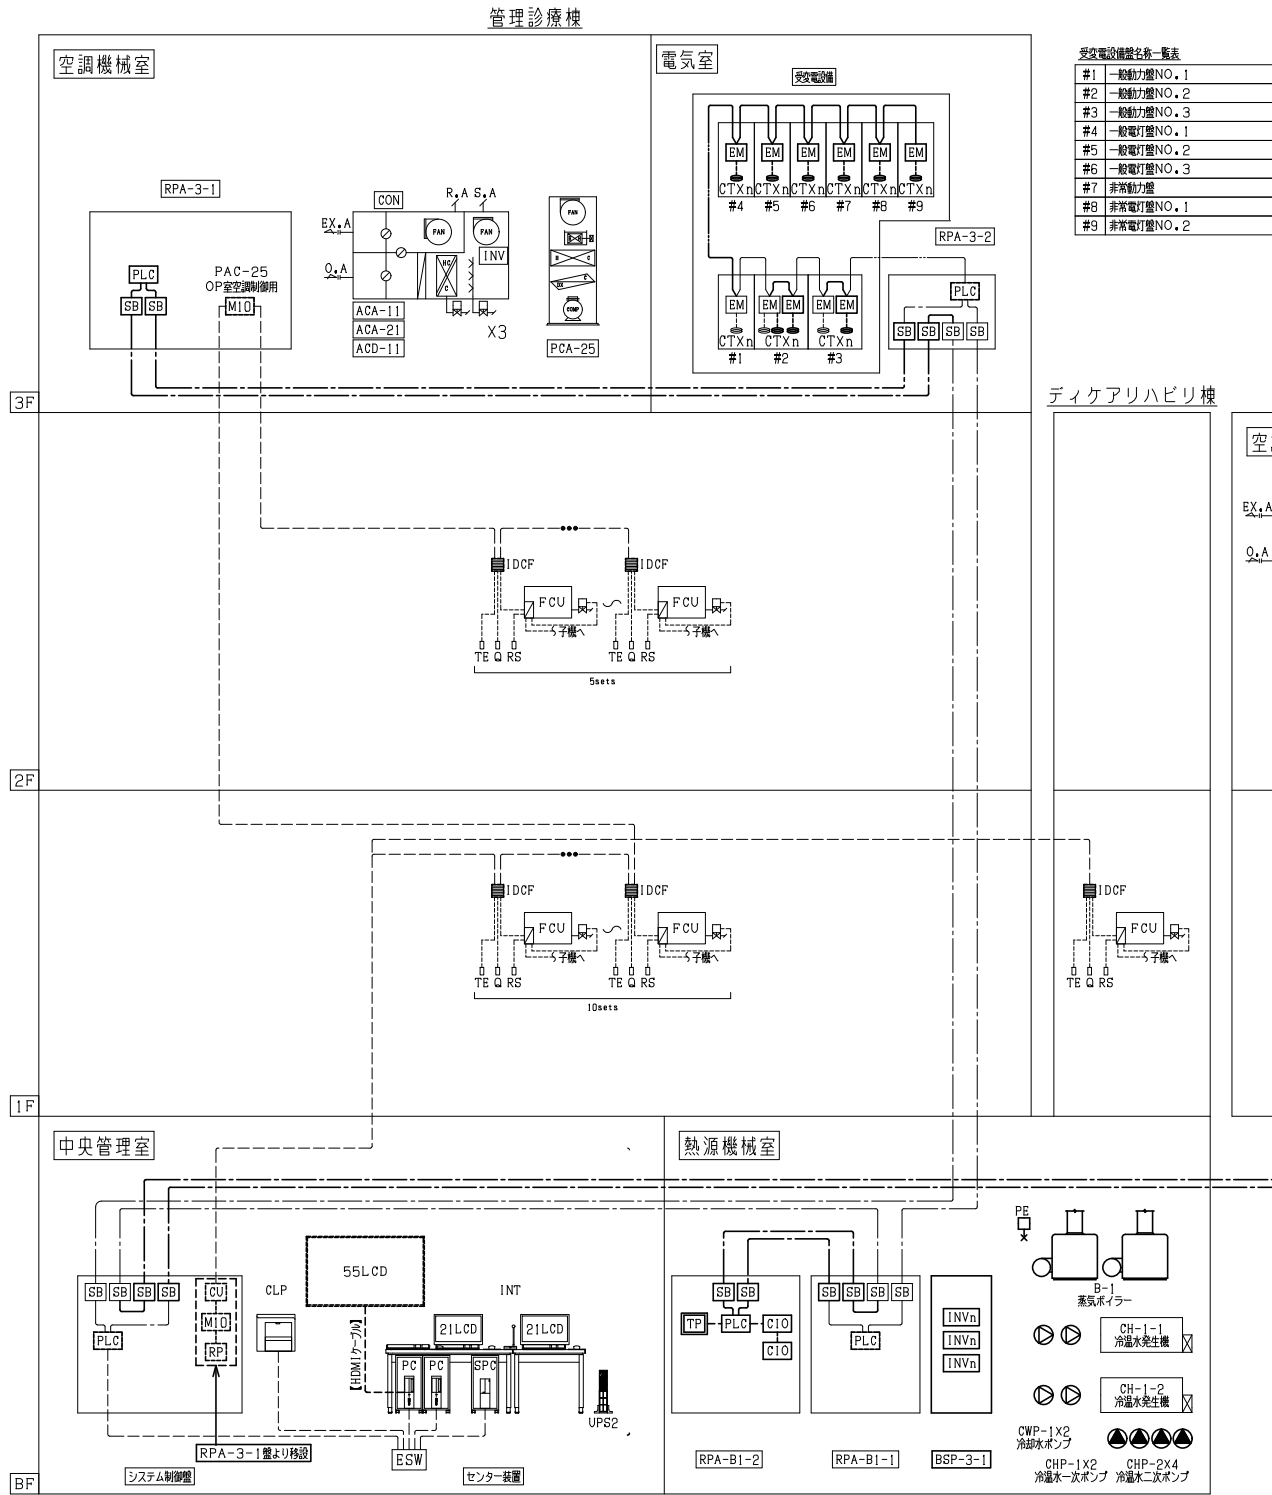 管理診療棟
空調機械室
電気室
受変電設備
受変電設備盤名称一覧表
#1 一般動力盤NO.1
#2 一般動力盤NO.2
#3 一般動力盤NO.3
#4 一般電灯盤NO.1
#5 一般電灯盤NO.2
#6 一般電灯盤NO.3
#7 非常動力盤
#8 非常電灯盤NO.1
#9 非常電灯盤NO.2
EM EM EM EM EM EM
CTXn CTXn CTXn CTXn CTXn CTXn
#4 #5 #6 #7 #8 #9
RPA-3-1
PLC
SB SB
PAC-25
OP室空調制御用
MIO
CON
R.A S.A
EX.A
O.A
FAN FAN
INV
HC
C
ACA-11
ACA-21
ACD-11
X3
FAN
H C
DX C
COMP
PCA-25
RPA-3-2
EM EM EM EM EM
CTXn CTXn CTXn
#1 #2 #3
PLC
SB SB SB SB
3F
ディケアリハビリ棟
空
EX.A
O.A
IDCF IDCF
FCU FCU
子機へ 子機へ
TE Q RS TE Q RS
5sets
2F
IDCF IDCF IDCF
FCU FCU FCU
子機へ 子機へ 子機へ
TE Q RS TE Q RS TE Q RS
10sets
1F
中央管理室
熱源機械室
SB SB SB SB
PLC
CU
MIO
RP
RPA-3-1盤より移設
システム制御盤
CLP
55LCD
【HDMIケーブル】
INT
21LCD 21LCD
PC PC SPC
UPS2
ESW
センター装置
SB SB
TP PLC CIO
CIO
RPA-B1-2
SB SB SB SB
PLC
RPA-B1-1
INVn
INVn
INVn
BSP-3-1
PE
B-1
蒸気ボイラー
CH-1-1
冷温水発生機
CH-1-2
冷温水発生機
CWP-1X2
冷却水ポンプ
CHP-1X2
冷温水一次ポンプ
CHP-2X4
冷温水二次ポンプ
BF